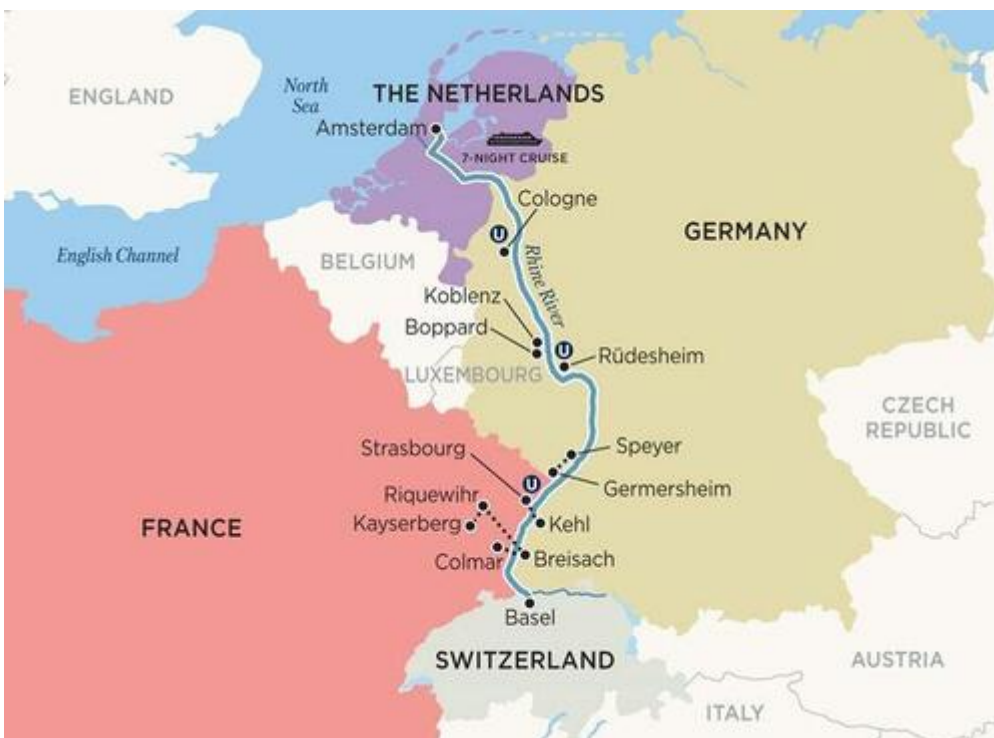 ENGLAND
North
Sea
THE NETHERLANDS
Amsterdam
7-NIGHT CRUISE
Cologne
U
English Channel
BELGIUM
Rhine River
GERMANY
Koblenz
Boppard
U
Rüdesheim
LUXEMBOURG
CZECH
REPUBLIC
Strasbourg
Speyer
U
Germersheim
Riquewihr
Kayserberg
Kehl
FRANCE
Colmar
Breisach
Basel
SWITZERLAND
AUSTRIA
ITALY